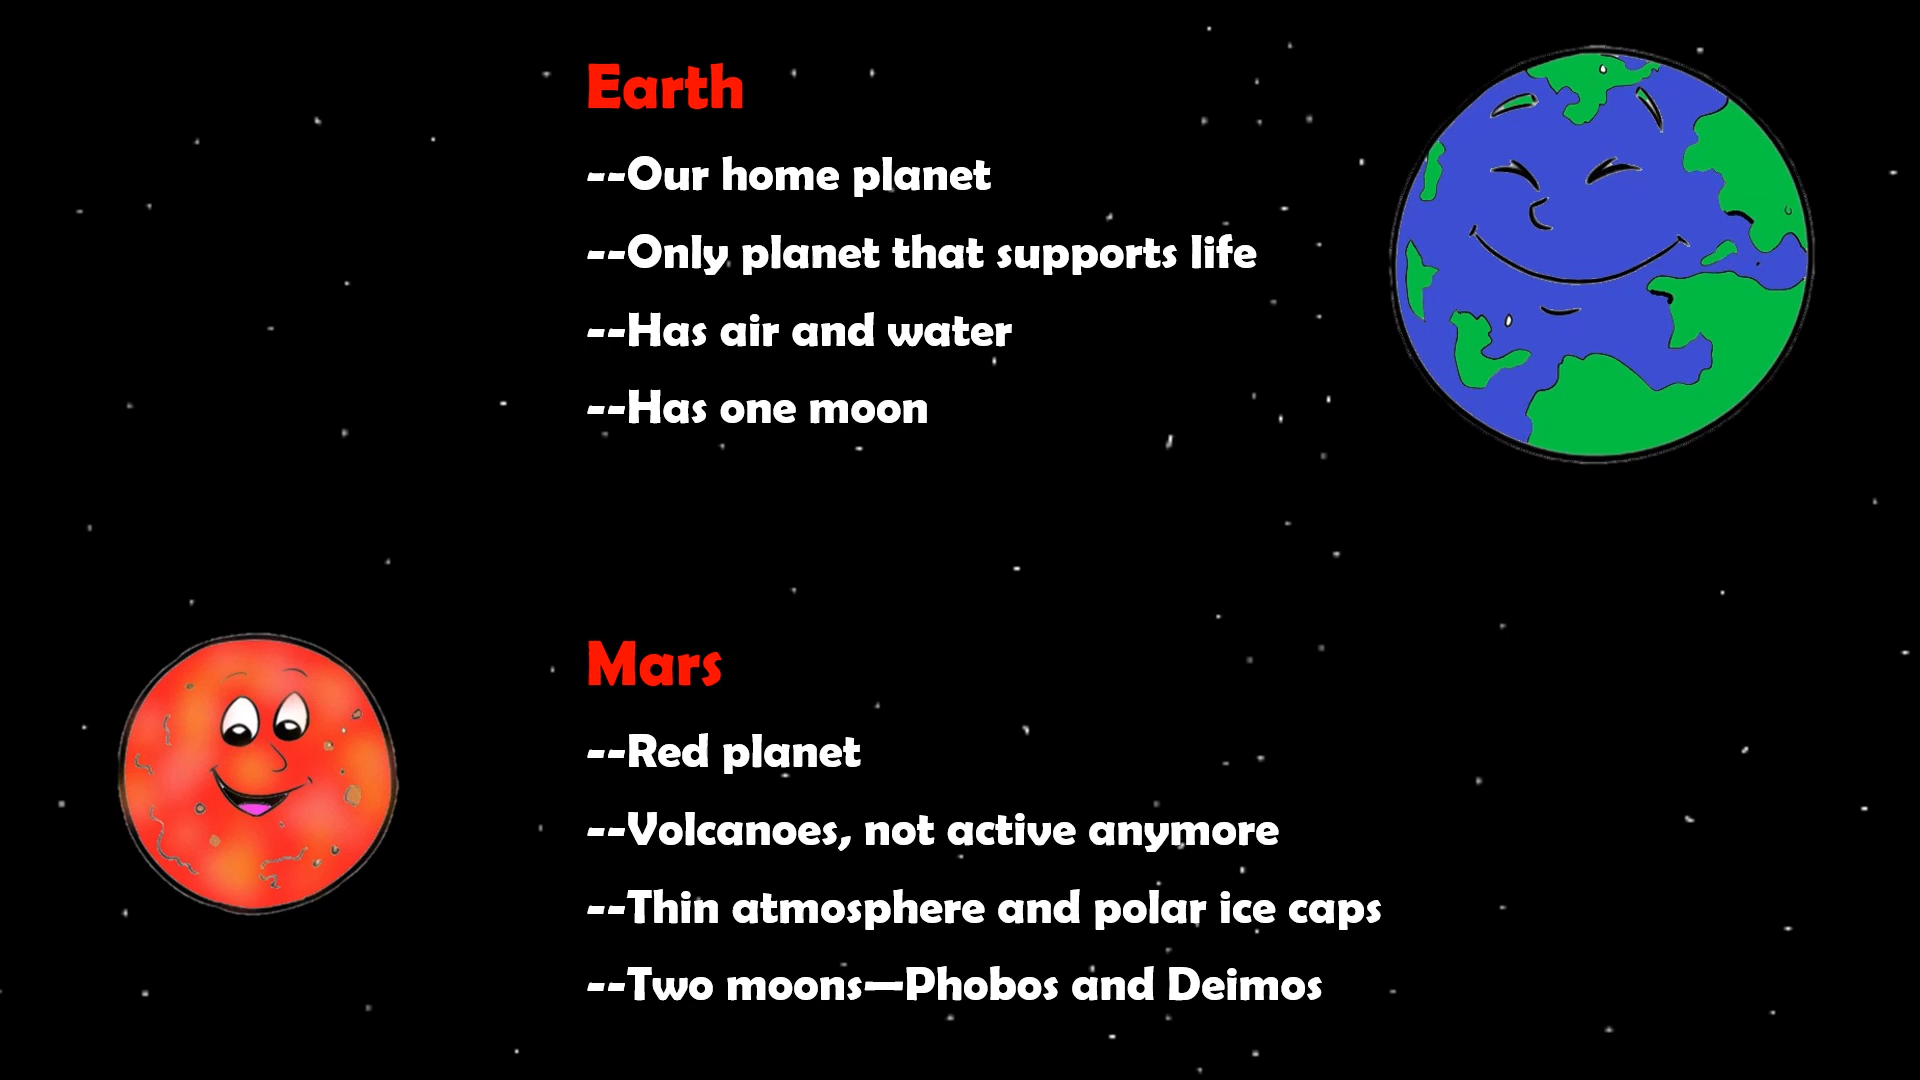 Earth
--Our home planet
--Only planet that supports life
--Has air and water
--Has one moon
Mars
--Red planet
--Volcanoes, not active anymore
--Thin atmosphere and polar ice caps
--Two moons—Phobos and Deimos